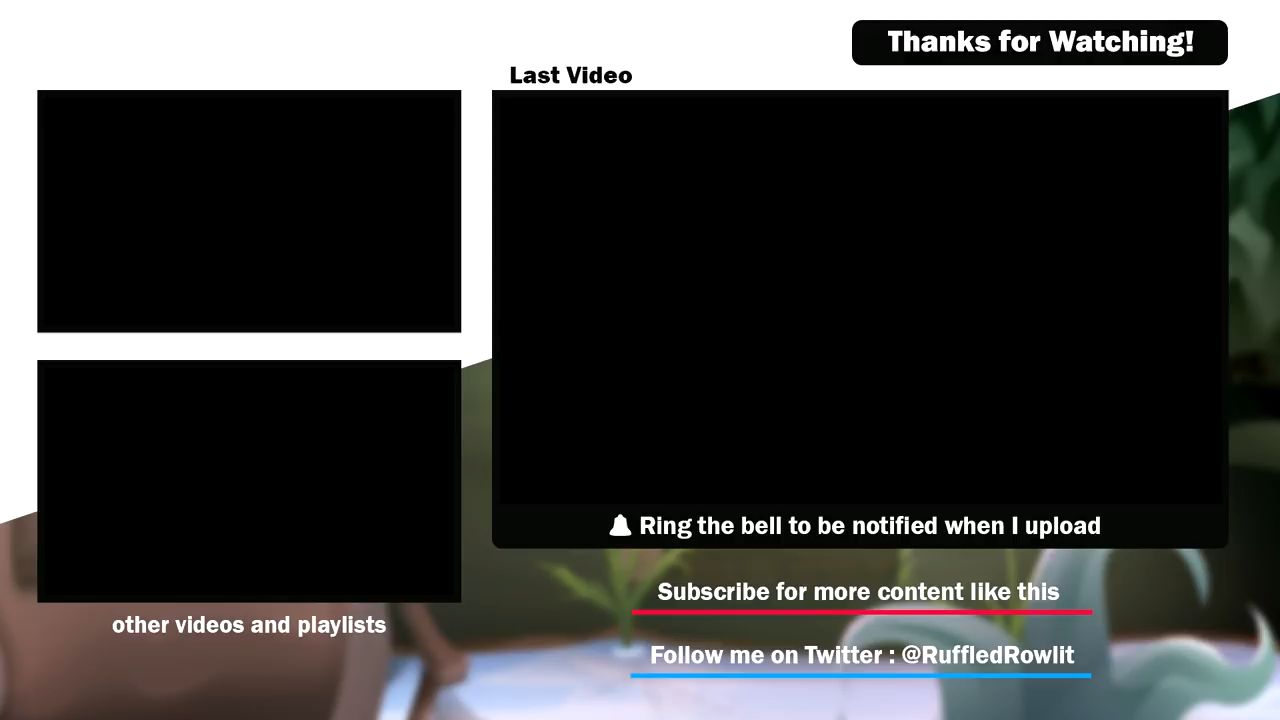 Thanks for Watching!
Last Video
Ring the bell to be notified when I upload
Subscribe for more content like this
other videos and playlists
Follow me on Twitter : @RuffledRowlit